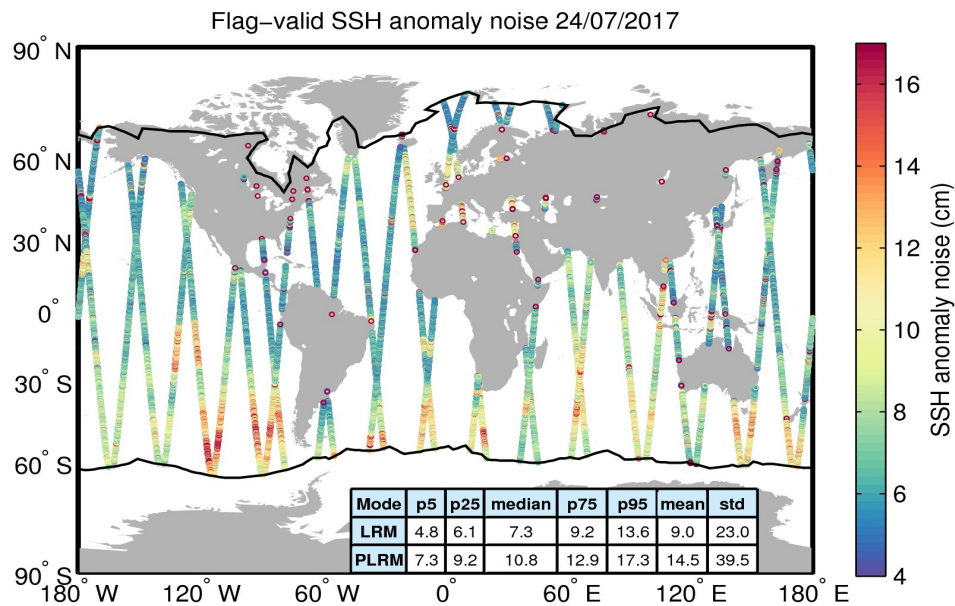 Flag−valid SSH anomaly noise 24/07/2017
90° N
60° N
30° N
0°
30° S
60° S
90° S
180° W 120° W 60° W 0° 60° E 120° E 180° E
16
14
12
10
8
6
4
SSH anomaly noise (cm)
Mode p5 p25 median p75 p95 mean std
LRM 4.8 6.1 7.3 9.2 13.6 9.0 23.0
PLRM 7.3 9.2 10.8 12.9 17.3 14.5 39.5